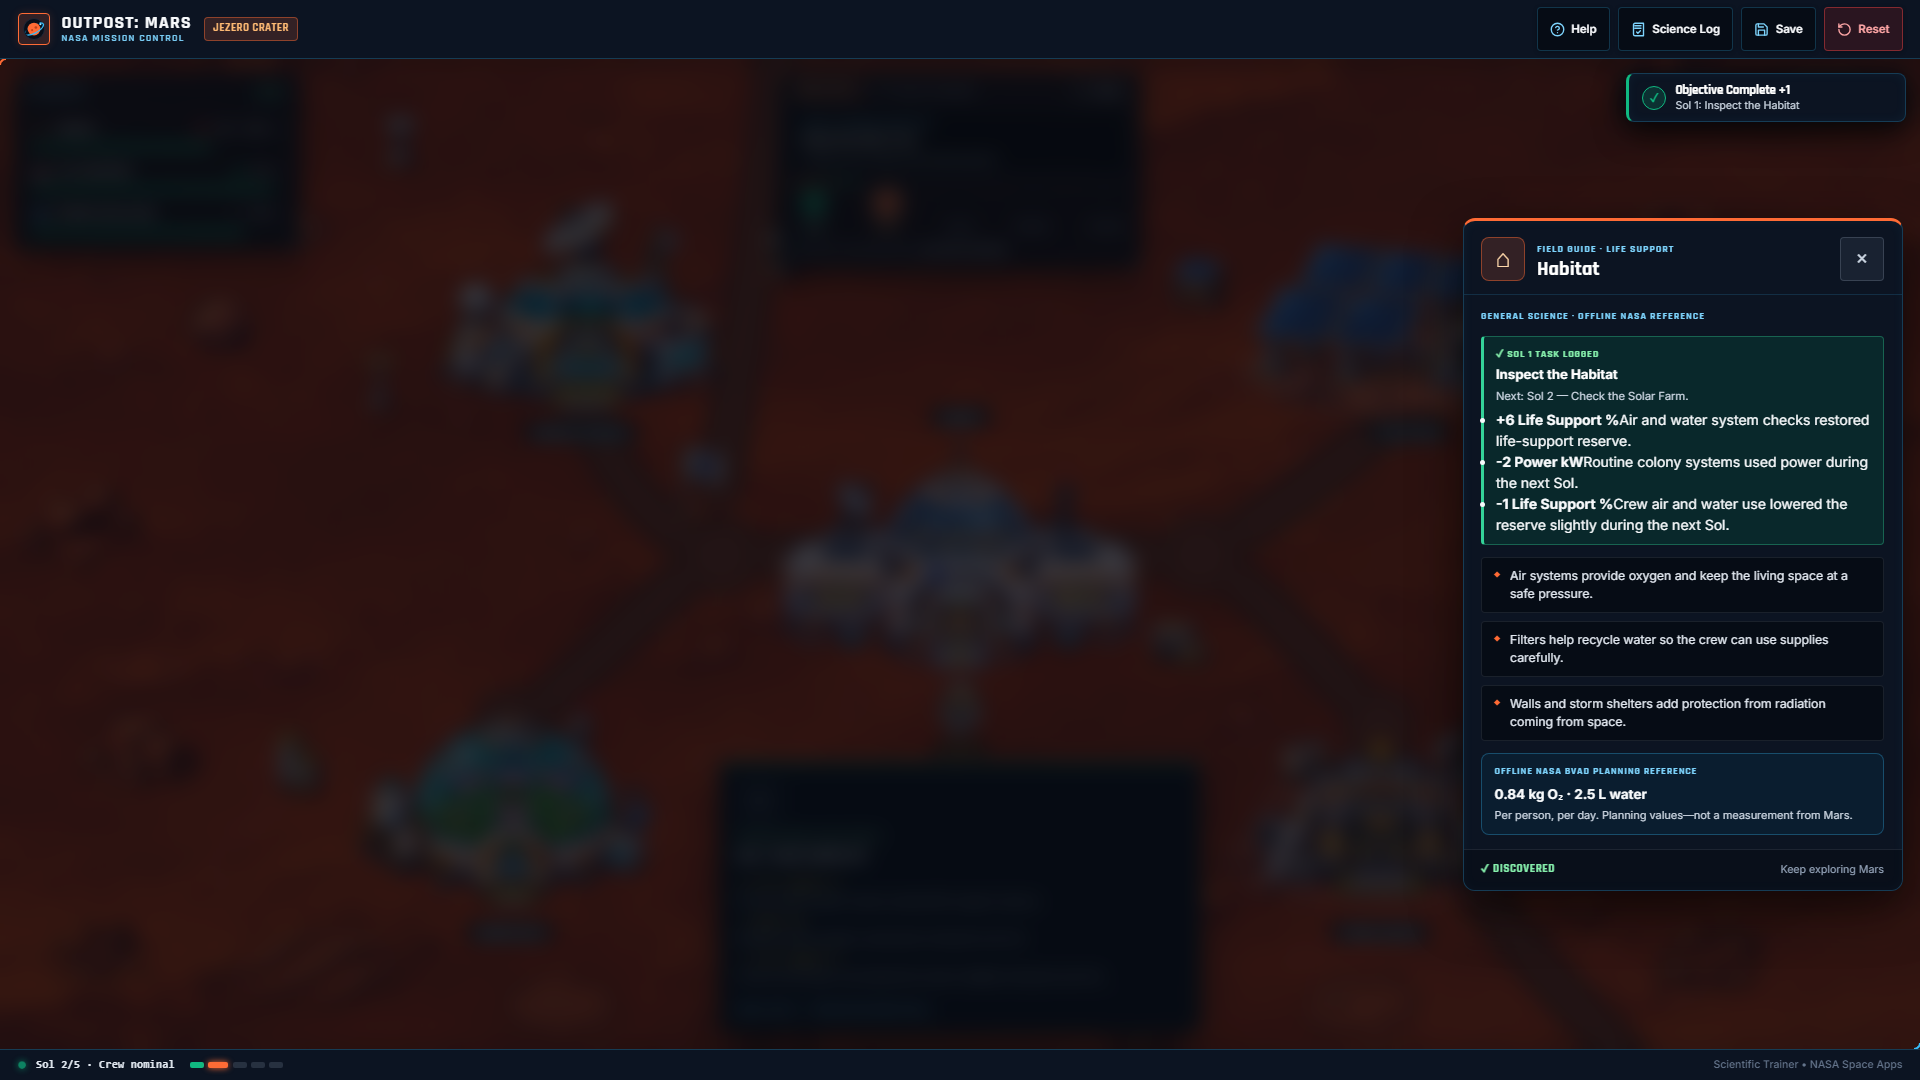 OUTPOST: MARS
NASA MISSION CONTROL
JEZERO CRATER
Help
Science Log
Save
Reset
Objective Complete +1
Sol 1: Inspect the Habitat
FIELD GUIDE · LIFE SUPPORT
Habitat
GENERAL SCIENCE · OFFLINE NASA REFERENCE
✓ SOL 1 TASK LOGGED
Inspect the Habitat
Next: Sol 2 — Check the Solar Farm.
+6 Life Support %Air and water system checks restored
life-support reserve.
-2 Power kWRoutine colony systems used power during
the next Sol.
-1 Life Support %Crew air and water use lowered the
reserve slightly during the next Sol.
Air systems provide oxygen and keep the living space at a
safe pressure.
Filters help recycle water so the crew can use supplies
carefully.
Walls and storm shelters add protection from radiation
coming from space.
OFFLINE NASA BVAD PLANNING REFERENCE
0.84 kg O₂ · 2.5 L water
Per person, per day. Planning values—not a measurement from Mars.
✓ DISCOVERED
Keep exploring Mars
Sol 2/5 · Crew nominal
Scientific Trainer • NASA Space Apps